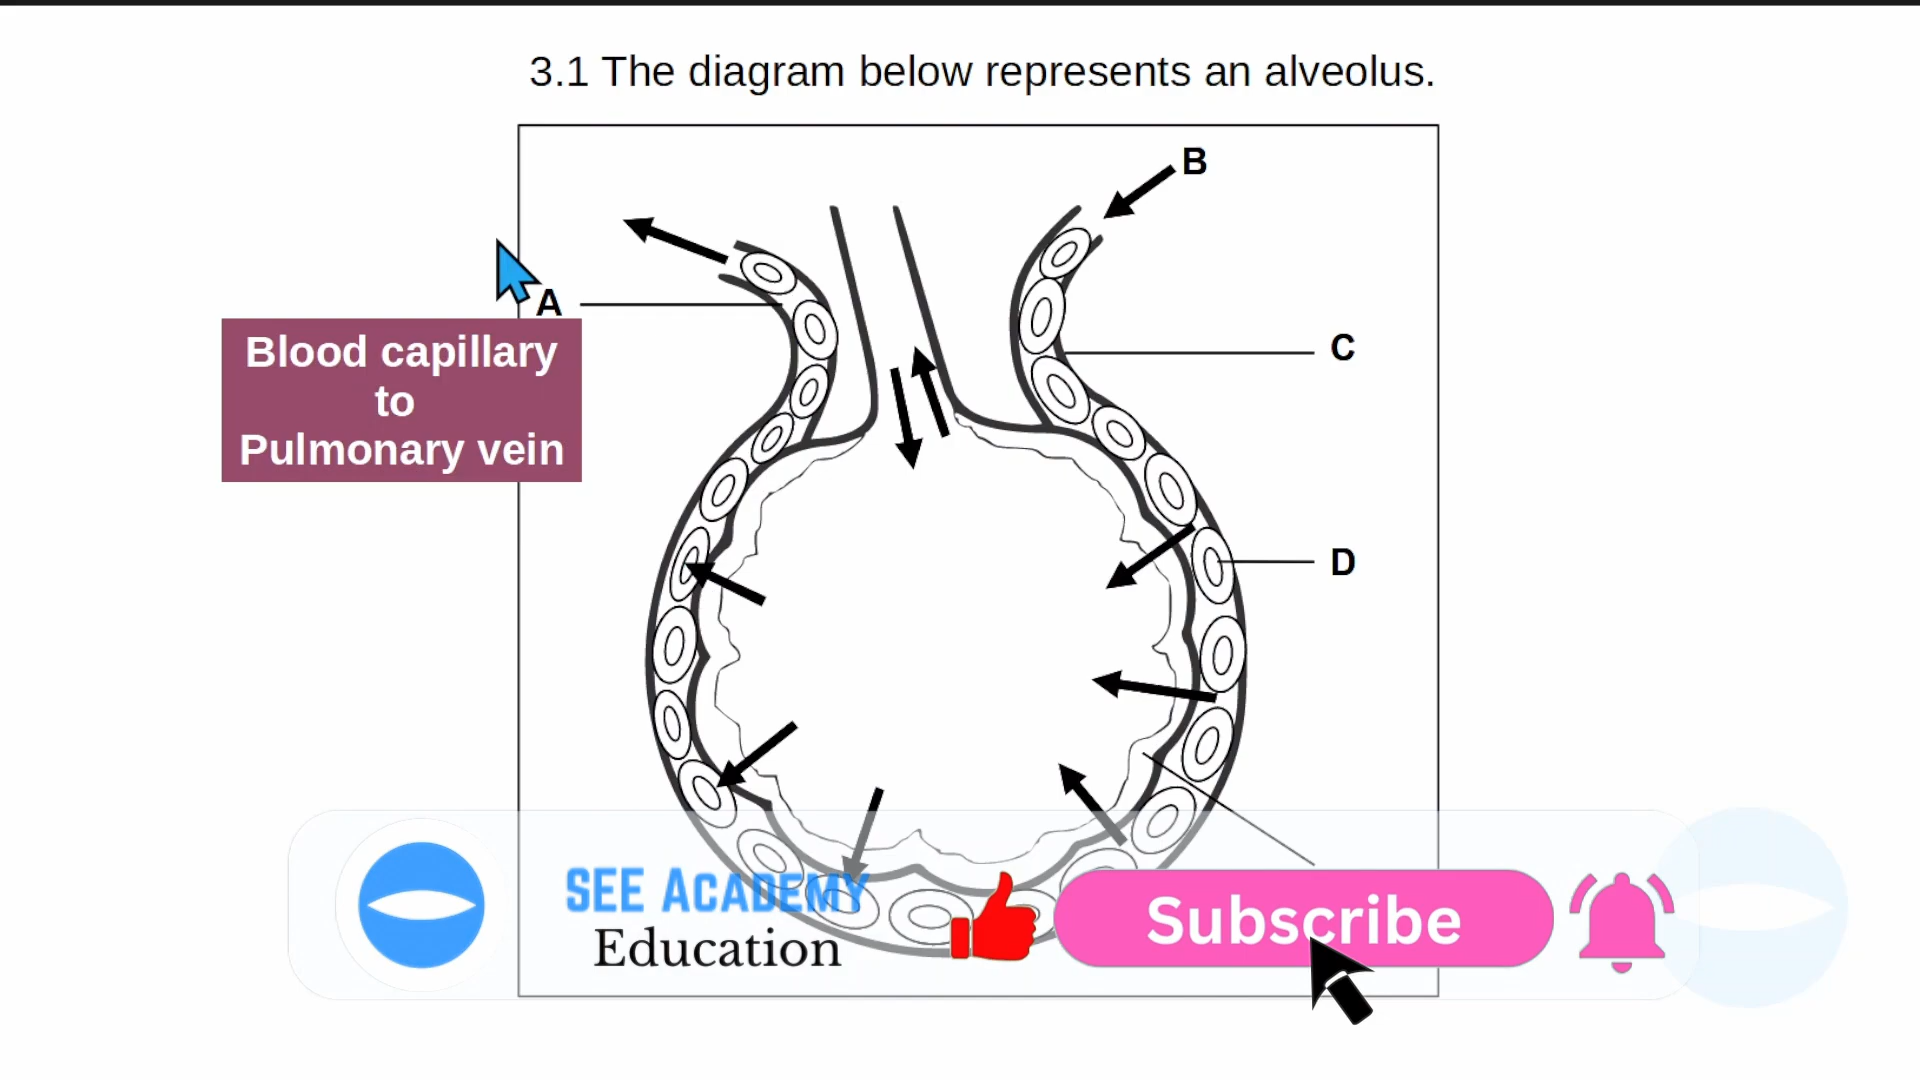 3.1 The diagram below represents an alveolus.
B
A
Blood capillary
to
Pulmonary vein
C
D
SEE ACADEMY
Education
Subscribe